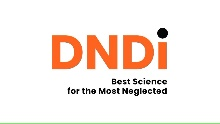 DNDi
Best Science
for the Most Neglected